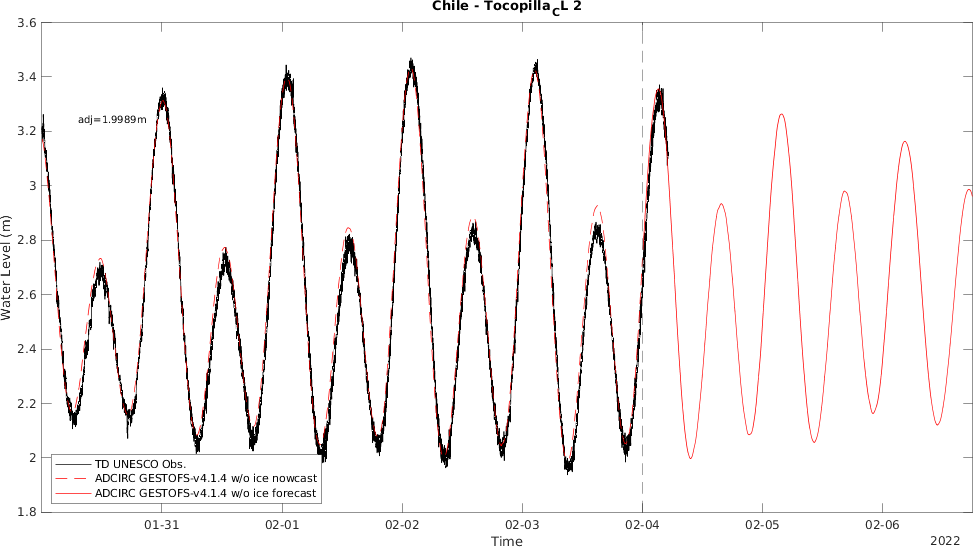 Chile - Tocopilla_CL 2
3.6
3.4
3.2
3
2.8
2.6
2.4
2.2
2
1.8
Water Level (m)
adj=1.9989m
TD UNESCO Obs.
ADCIRC GESTOFS-v4.1.4 w/o ice nowcast
ADCIRC GESTOFS-v4.1.4 w/o ice forecast
01-31 02-01 02-02 02-03 02-04 02-05 02-06
Time
2022